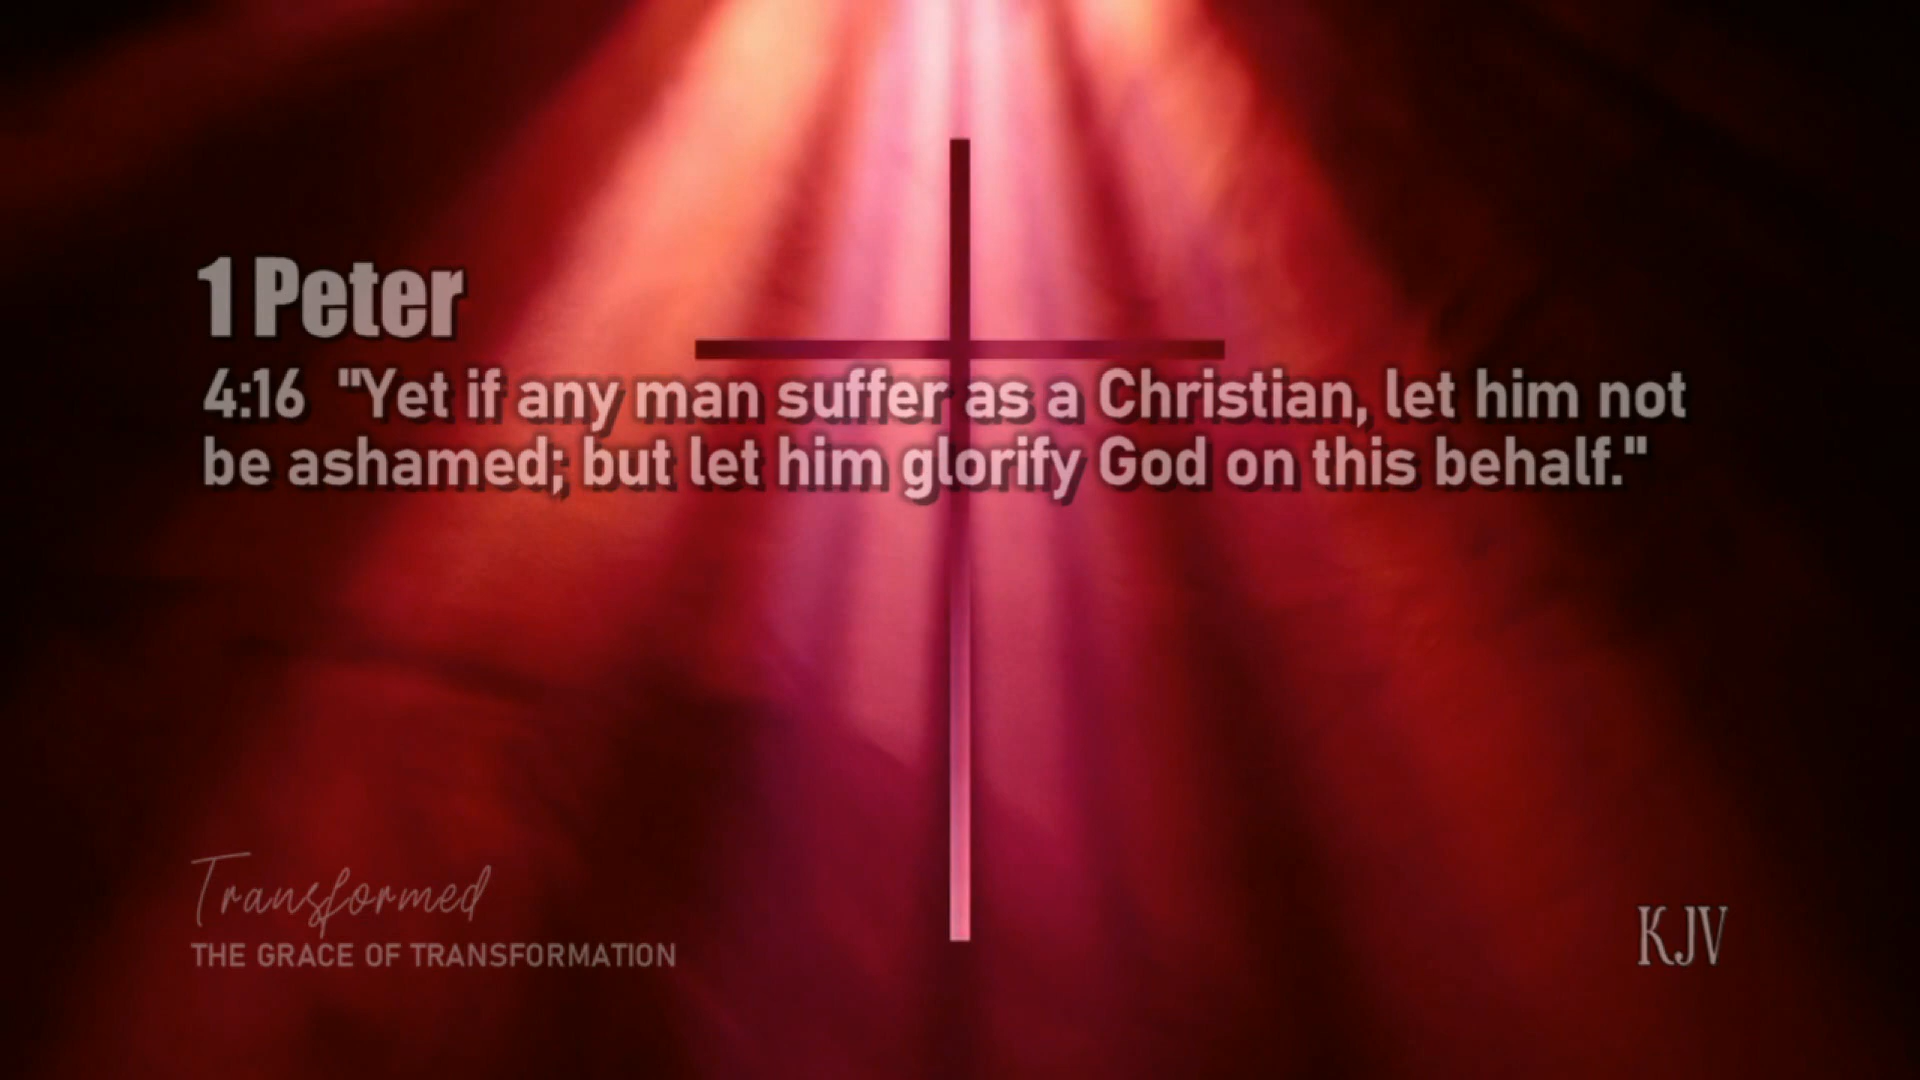 1 Peter
4:16 "Yet if any man suffer as a Christian, let him not
be ashamed; but let him glorify God on this behalf."
Transformed
THE GRACE OF TRANSFORMATION
KJV